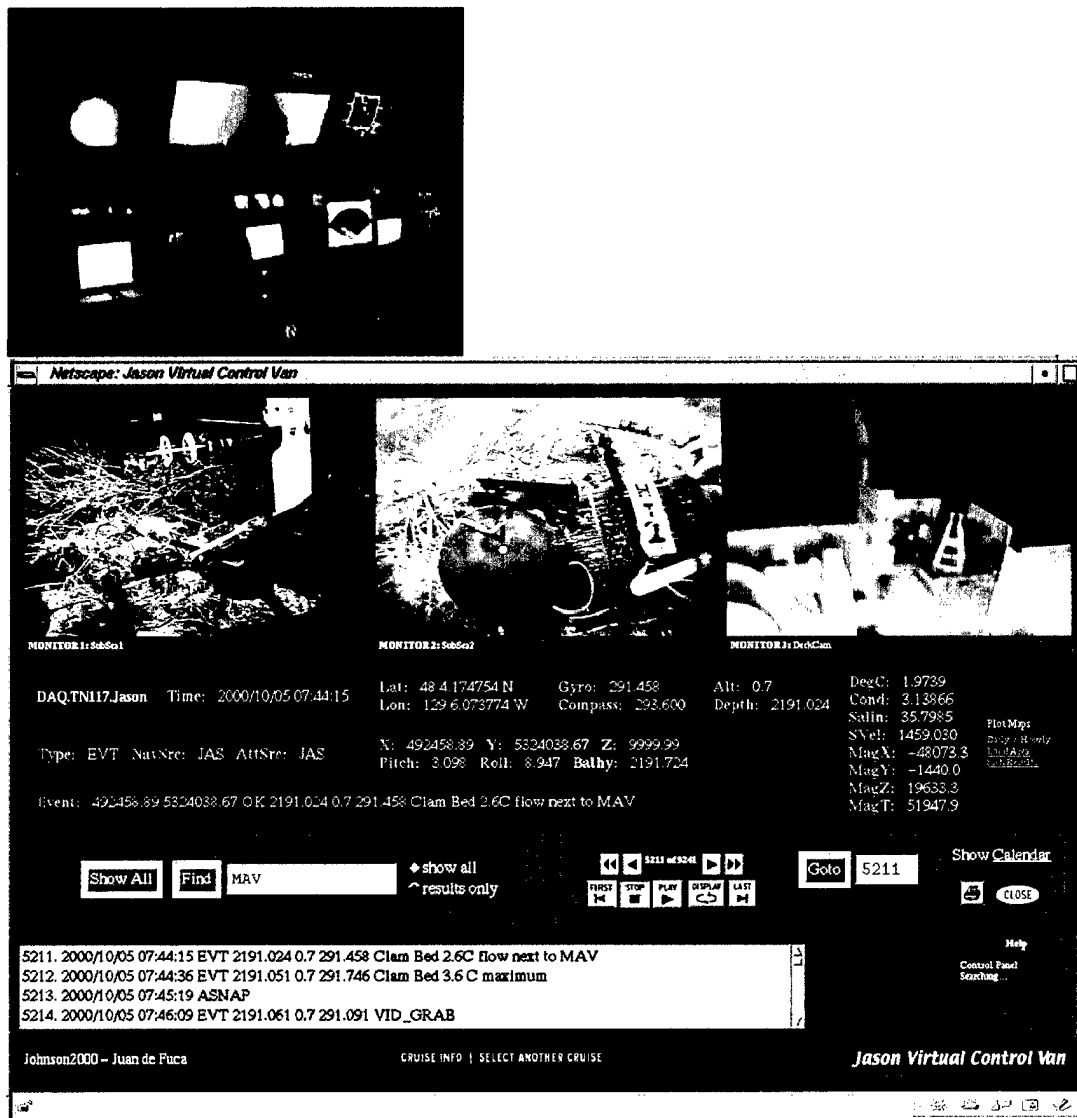 Netscape: Jason Virtual Control Van
MONITOR 1: SubSea1
MONITOR 2: SubSea2
MONITOR 3: DeckCam
DAQ.TN117.Jason Time: 2000/10/05 07:44:15
Lat: 48 4.174754 N Gyro: 291.458 Alt: 0.7
Lon: 129 6.073774 W Compass: 293.600 Depth: 2191.024
Type: EVT NavSrc: JAS AttSrc: JAS
X: 492458.89 Y: 5324038.67 Z: 9999.99
Pitch: 3.098 Roll: 8.947 Balhy: 2191.724
DegC: 1.9739
Cond: 3.13866
Salin: 35.7985
SVel: 1459.030
MagX: -48073.3
MagY: -1440.0
MagZ: 19633.3
MagT: 51947.9
Plot Maps
Daily / Hourly
Event: 492458.89 5324038.67 OK 2191.024 0.7 291.458 Clam Bed 2.6C flow next to MAV
Show All Find MAV
show all
results only
5211 of 5241
FIRST STOP PLAY DISPLAY LAST
Goto 5211
Show Calendar
CLOSE
Help
Control Panel
Searching...
5211. 2000/10/05 07:44:15 EVT 2191.024 0.7 291.458 Clam Bed 2.6C flow next to MAV
5212. 2000/10/05 07:44:36 EVT 2191.051 0.7 291.746 Clam Bed 3.6 C maximum
5213. 2000/10/05 07:45:19 ASNAP
5214. 2000/10/05 07:46:09 EVT 2191.061 0.7 291.091 VID_GRAB
Johnson2000 – Juan de Fuca
CRUISE INFO | SELECT ANOTHER CRUISE
Jason Virtual Control Van